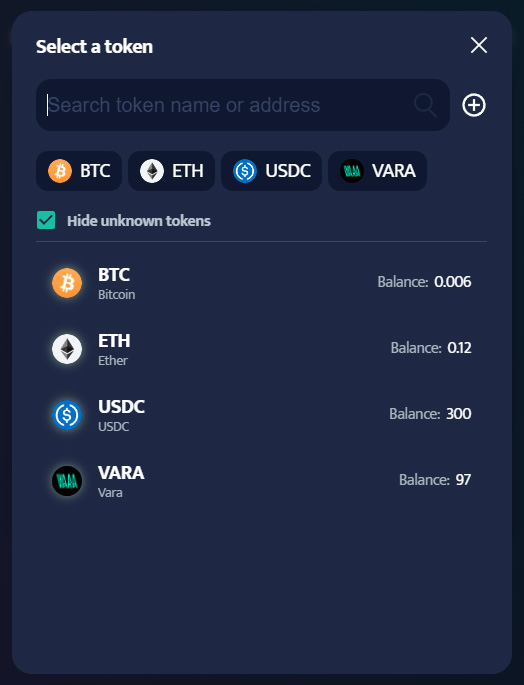 Select a token
Search token name or address
BTC ETH USDC VARA
Hide unknown tokens
BTC
Bitcoin
Balance: 0.006
ETH
Ether
Balance: 0.12
USDC
USDC
Balance: 300
VARA
Vara
Balance: 97